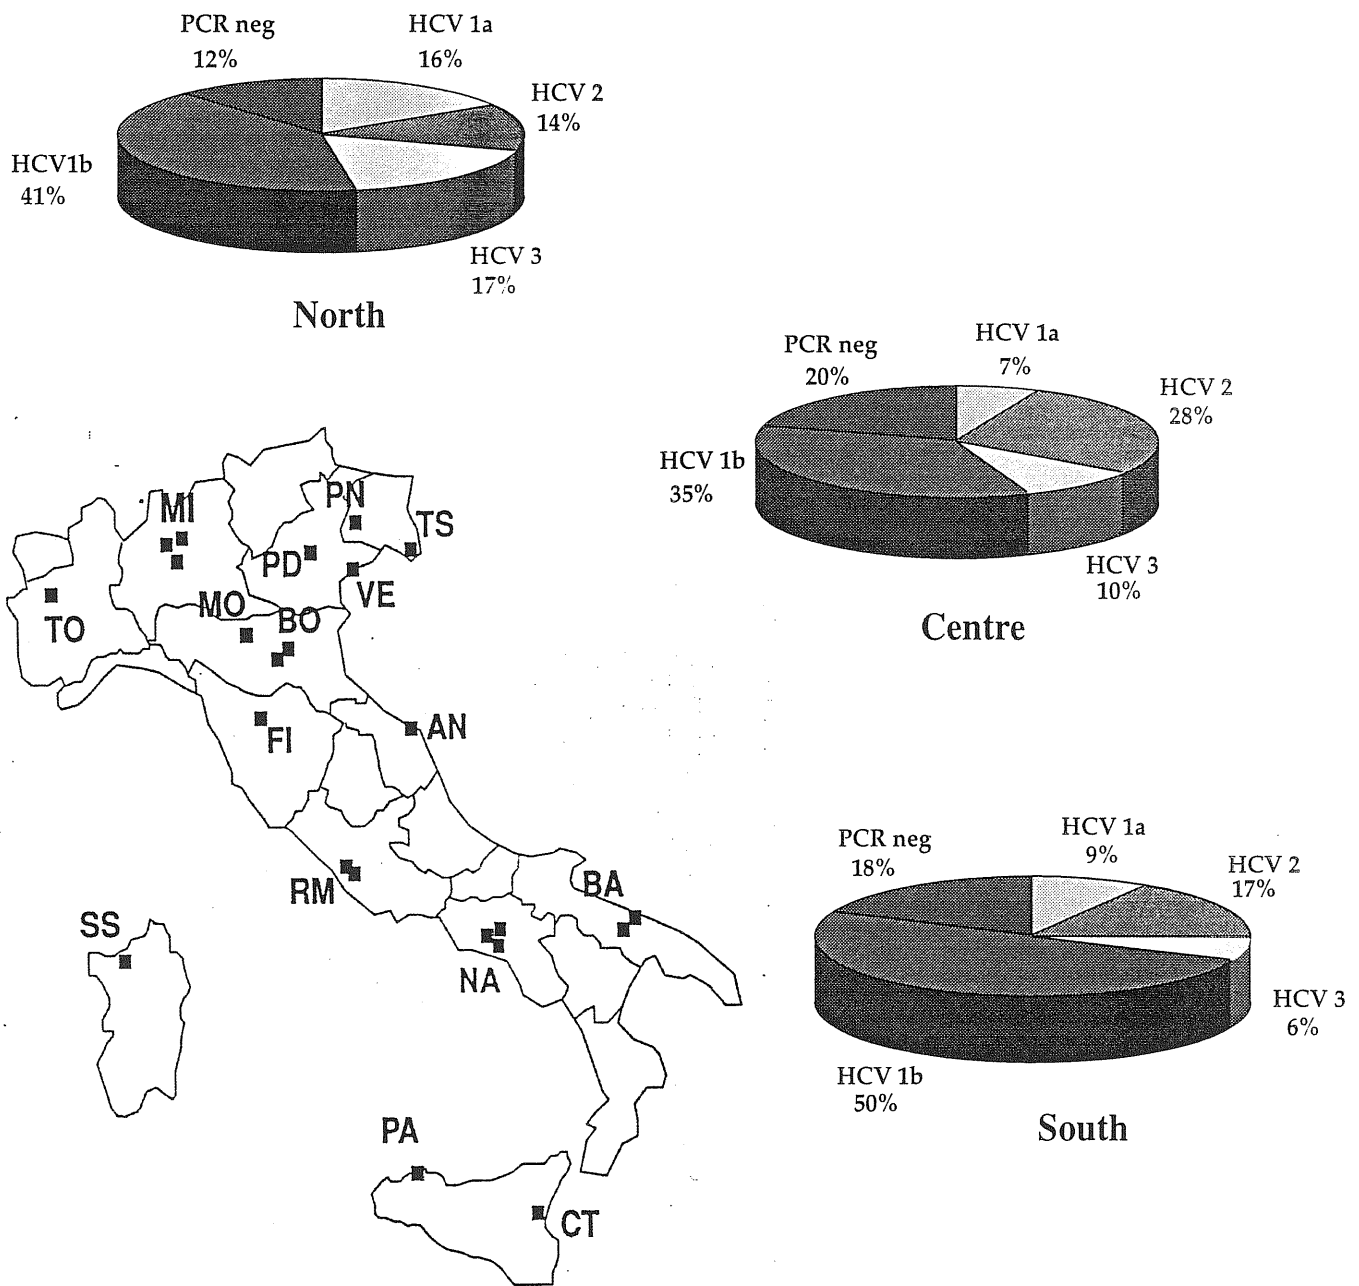 PCR neg
12%
HCV 1a
16%
HCV 2
14%
HCV1b
41%
HCV 3
17%
North
PCR neg
20%
HCV 1a
7%
HCV 2
28%
HCV 1b
35%
HCV 3
10%
Centre
MI
PN
TS
PD
VE
TO
MO
BO
FI
AN
RM
BA
SS
NA
PA
CT
PCR neg
18%
HCV 1a
9%
HCV 2
17%
HCV 3
6%
HCV 1b
50%
South